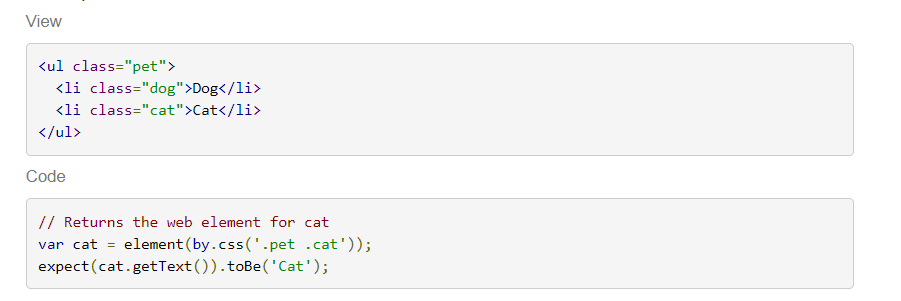 View
<ul class="pet">
  <li class="dog">Dog</li>
  <li class="cat">Cat</li>
</ul>
Code
// Returns the web element for cat
var cat = element(by.css('.pet .cat'));
expect(cat.getText()).toBe('Cat');